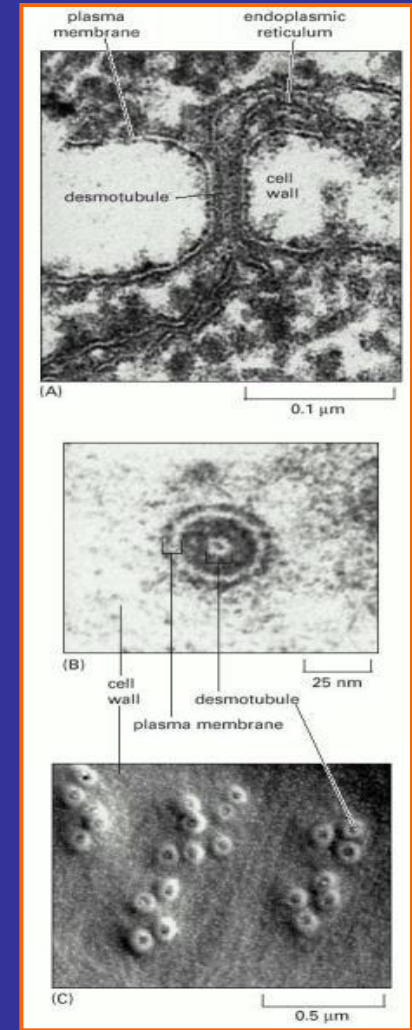 plasma
membrane
endoplasmic
reticulum
desmotubule
cell
wall
(A)
0.1 μm
(B)
25 nm
cell
wall
desmotubule
plasma membrane
(C)
0.5 μm